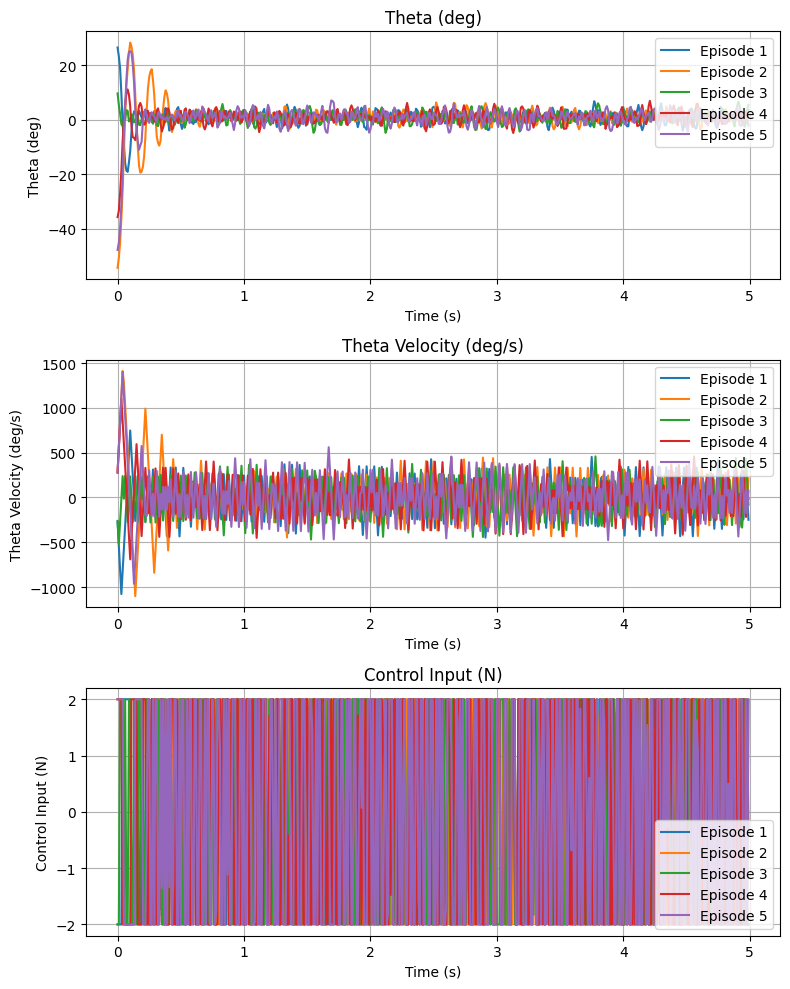 Theta (deg)
Theta (deg)
20
0
−20
−40
Episode 1
Episode 2
Episode 3
Episode 4
Episode 5
0 1 2 3 4 5
Time (s)
Theta Velocity (deg/s)
Theta Velocity (deg/s)
1500
1000
500
0
−500
−1000
Episode 1
Episode 2
Episode 3
Episode 4
Episode 5
0 1 2 3 4 5
Time (s)
Control Input (N)
Control Input (N)
2
1
0
−1
−2
Episode 1
Episode 2
Episode 3
Episode 4
Episode 5
0 1 2 3 4 5
Time (s)